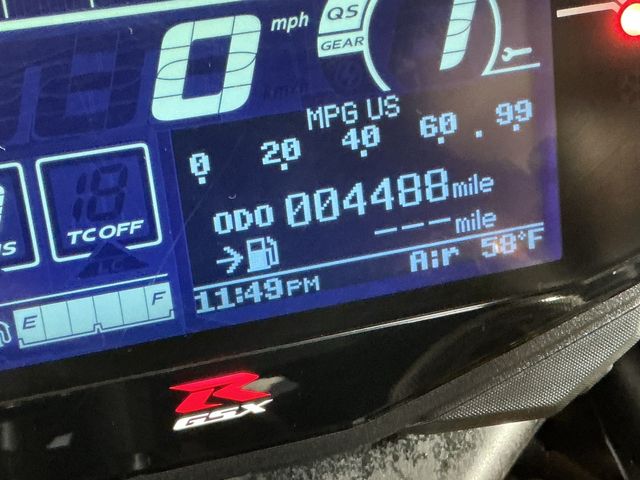 0 mph
QS
GEAR
1
MPG US
0 20 40 60 . 99
ODO 004488 mile
--- mile
TC OFF
Air 58°F
11:49 PM
E F
R
GSX